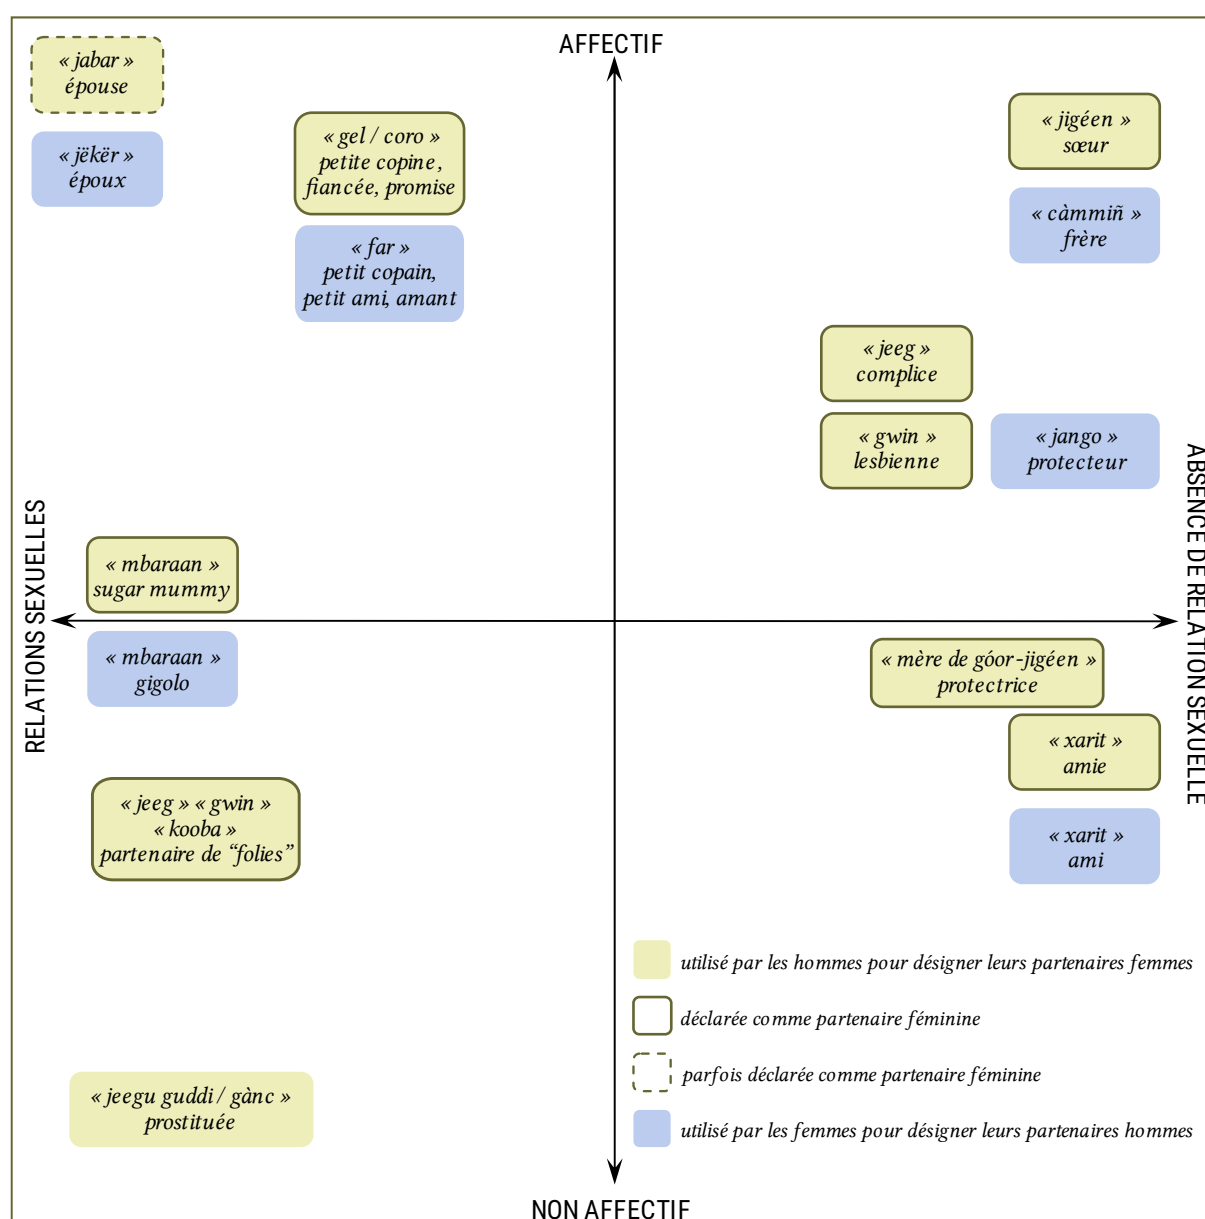 AFFECTIF
« jabar »
épouse
« jëkër »
époux
« gel / coro »
petite copine,
fiancée, promise
« far »
petit copain,
petit ami, amant
« jigéen »
sœur
« càmmiñ »
frère
« jeeg »
complice
« gwin »
lesbienne
« jango »
protecteur
RELATIONS SEXUELLES
ABSENCE DE RELATION SEXUELLE
« mbaraan »
sugar mummy
« mbaraan »
gigolo
« mère de góor-jigéen »
protectrice
« xarit »
amie
« xarit »
ami
« jeeg » « gwin »
« kooba »
partenaire de “folies”
« jeegu guddi / gànc »
prostituée
utilisé par les hommes pour désigner leurs partenaires femmes
déclarée comme partenaire féminine
parfois déclarée comme partenaire féminine
utilisé par les femmes pour désigner leurs partenaires hommes
NON AFFECTIF